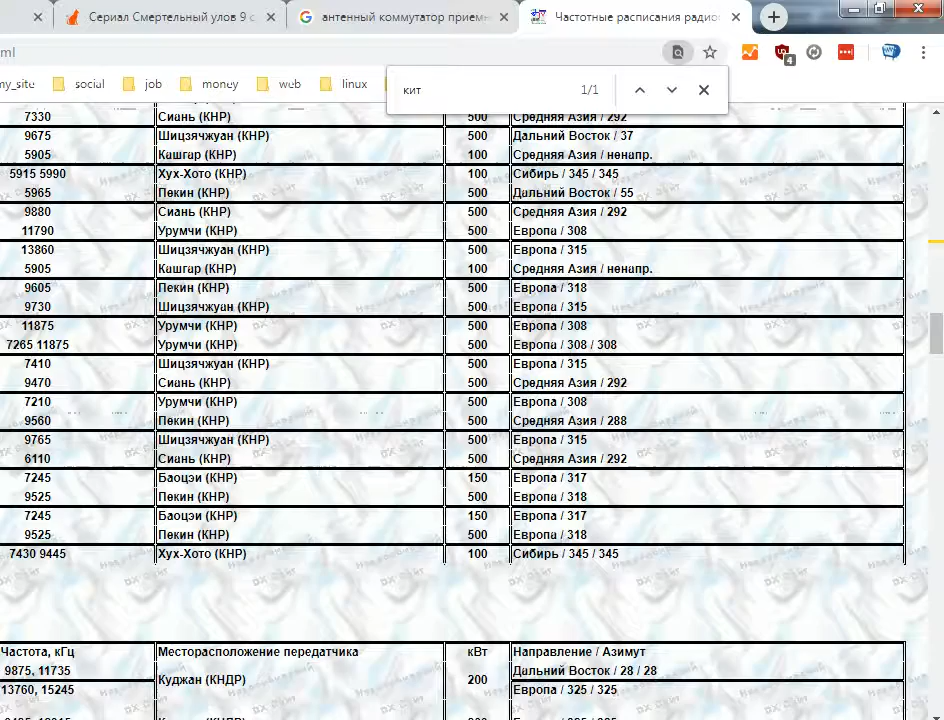 Сериал Смертельный улов 9 с
антенный коммутатор приемн
Частотные расписания радио
ml
4
my_site social job money web linux
кит 1/1
7330 Сиань (КНР) 500 Средняя Азия / 292
9675 Шицзячжуан (КНР) 500 Дальний Восток / 37
5905 Кашгар (КНР) 100 Средняя Азия / ненапр.
5915 5990 Хух-Хото (КНР) 100 Сибирь / 345 / 345
5965 Пекин (КНР) 500 Дальний Восток / 55
9880 Сиань (КНР) 500 Средняя Азия / 292
11790 Урумчи (КНР) 500 Европа / 308
13860 Шицзячжуан (КНР) 500 Европа / 315
5905 Кашгар (КНР) 100 Средняя Азия / ненапр.
9605 Пекин (КНР) 500 Европа / 318
9730 Шицзячжуан (КНР) 500 Европа / 315
11875 Урумчи (КНР) 500 Европа / 308
7265 11875 Урумчи (КНР) 500 Европа / 308 / 308
7410 Шицзячжуан (КНР) 500 Европа / 315
9470 Сиань (КНР) 500 Средняя Азия / 292
7210 Урумчи (КНР) 500 Европа / 308
9560 Пекин (КНР) 500 Средняя Азия / 288
9765 Шицзячжуан (КНР) 500 Европа / 315
6110 Сиань (КНР) 500 Средняя Азия / 292
7245 Баоцзи (КНР) 150 Европа / 317
9525 Пекин (КНР) 500 Европа / 318
7245 Баоцзи (КНР) 150 Европа / 317
9525 Пекин (КНР) 500 Европа / 318
7430 9445 Хух-Хото (КНР) 100 Сибирь / 345 / 345
Частота, кГц Месторасположение передатчика кВт Направление / Азимут
9875, 11735 Куджан (КНДР) 200 Дальний Восток / 28 / 28
13760, 15245 Европа / 325 / 325